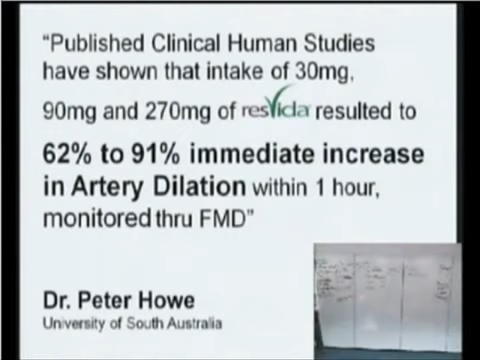 “Published Clinical Human Studies
have shown that intake of 30mg,
90mg and 270mg of resVida resulted to
62% to 91% immediate increase
in Artery Dilation within 1 hour,
monitored thru FMD”
Dr. Peter Howe
University of South Australia